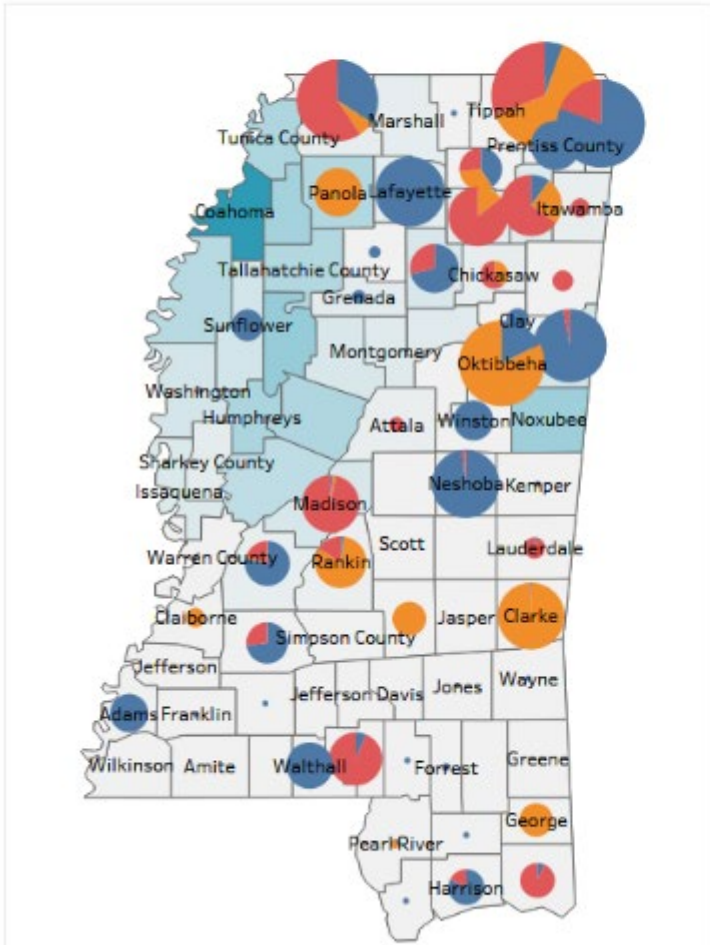 Tippah
Marshall
Tunica County
Prentiss County
Panola
Lafayette
Coahoma
Itawamba
Tallahatchie County
Chickasaw
Grenada
Sunflower
Clay
Montgomery
Oktibbeha
Washington
Humphreys
Attala
Winston
Noxubee
Sharkey County
Issaquena
Neshoba
Kemper
Madison
Scott
Lauderdale
Warren County
Rankin
Claiborne
Simpson County
Jasper
Clarke
Jefferson
Jefferson Davis
Jones
Wayne
Adams
Franklin
Wilkinson
Amite
Walthall
Forrest
Greene
George
Pearl River
Harrison